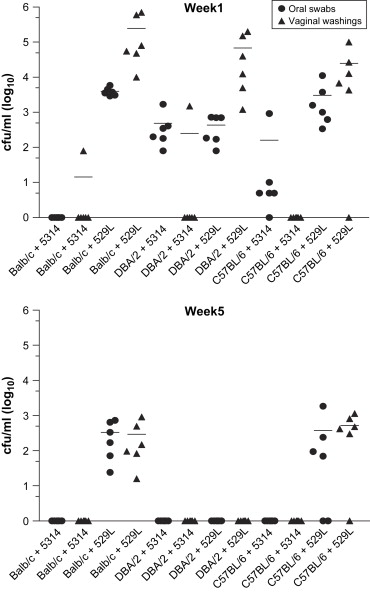 Week1
Oral swabs
Vaginal washings
cfu/ml (log10)
6
5
4
3
2
1
0
Balb/c + 5314
Balb/c + 5314
Balb/c + 529L
Balb/c + 529L
DBA/2 + 5314
DBA/2 + 5314
DBA/2 + 529L
DBA/2 + 529L
C57BL/6 + 5314
C57BL/6 + 5314
C57BL/6 + 529L
C57BL/6 + 529L
Week5
cfu/ml (log10)
6
5
4
3
2
1
0
Balb/c + 5314
Balb/c + 5314
Balb/c + 529L
Balb/c + 529L
DBA/2 + 5314
DBA/2 + 5314
DBA/2 + 529L
DBA/2 + 529L
C57BL/6 + 5314
C57BL/6 + 5314
C57BL/6 + 529L
C57BL/6 + 529L